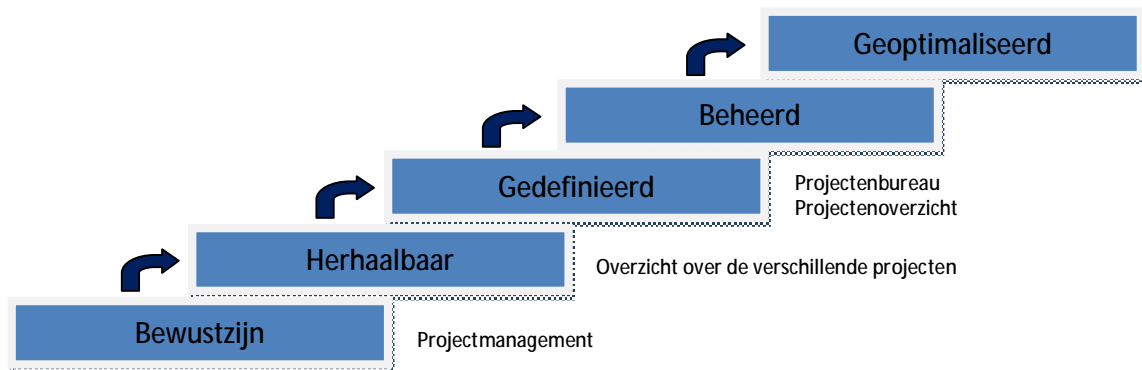 Geoptimaliseerd
Beheerd
Gedefinieerd
Projectenbureau
Projectenoverzicht
Herhaalbaar
Overzicht over de verschillende projecten
Bewustzijn
Projectmanagement